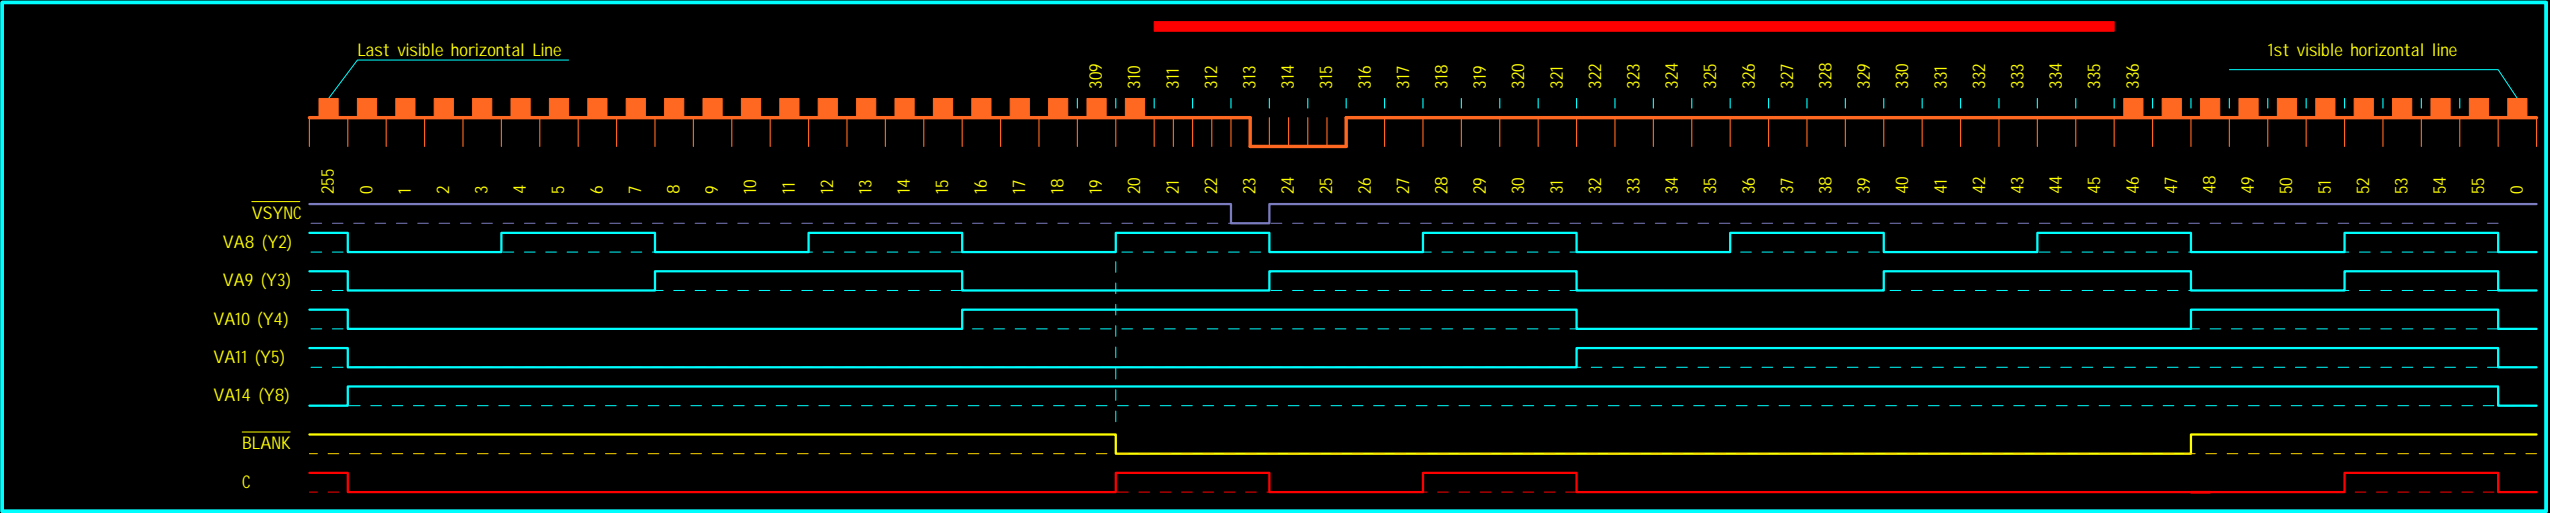 Last visible horizontal Line
1st visible horizontal line
309 310 311 312 313 314 315 316 317 318 319 320 321 322 323 324 325 326 327 328 329 330 331 332 333 334 335 336
255 0 1 2 3 4 5 6 7 8 9 10 11 12 13 14 15 16 17 18 19 20 21 22 23 24 25 26 27 28 29 30 31 32 33 34 35 36 37 38 39 40 41 42 43 44 45 46 47 48 49 50 51 52 53 54 55 0
VSYNC
VA8 (Y2)
VA9 (Y3)
VA10 (Y4)
VA11 (Y5)
VA14 (Y8)
BLANK
C